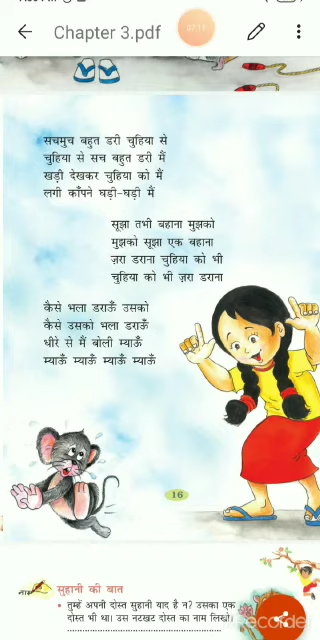 Chapter 3.pdf
सचमुच बहुत डरी चुहिया से
चुहिया से सच बहुत डरी मैं
खड़ी देखकर चुहिया को मैं
लगी काँपने घड़ी-घड़ी मैं
सूझा तभी बहाना मुझको
मुझको सूझा एक बहाना
ज़रा डराना चुहिया को भी
चुहिया को भी ज़रा डराना
कैसे भला डराऊँ उसको
कैसे उसको भला डराऊँ
धीरे से मैं बोली म्याऊँ
म्याऊँ म्याऊँ म्याऊँ म्याऊँ
16
सुहानी की बात
• तुम्हें अपनी दोस्त सुहानी याद है न? उसका एक
दोस्त भी था। उस नटखट दोस्त का नाम लिखो।